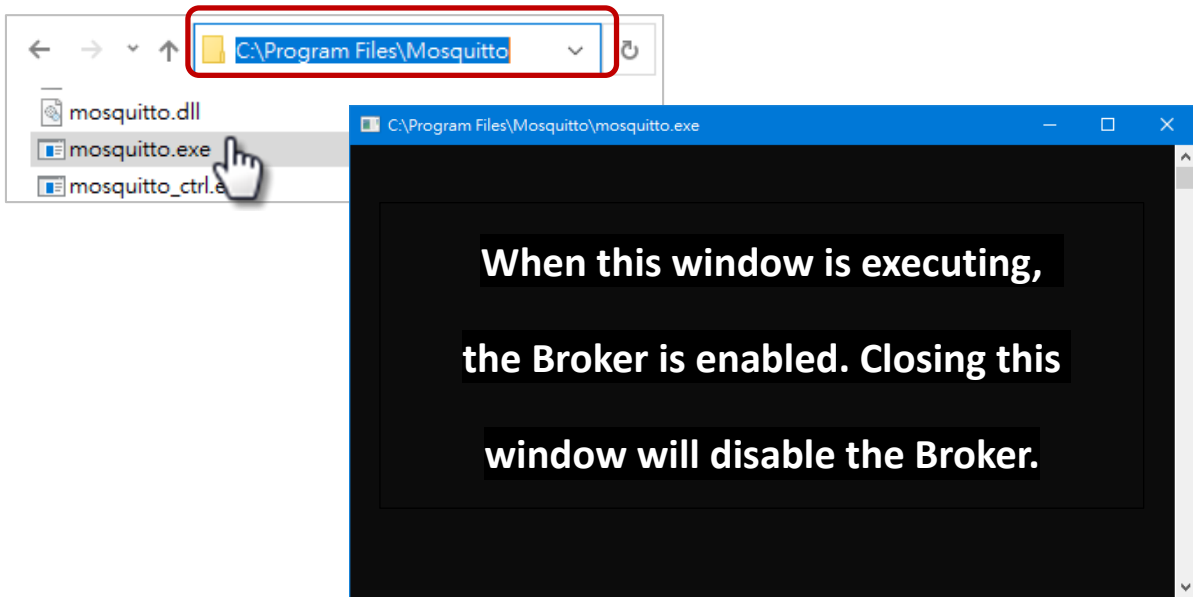 C:\Program Files\Mosquitto
mosquitto.dll
mosquitto.exe
mosquitto_ctrl.e
C:\Program Files\Mosquitto\mosquitto.exe
When this window is executing,
the Broker is enabled. Closing this
window will disable the Broker.